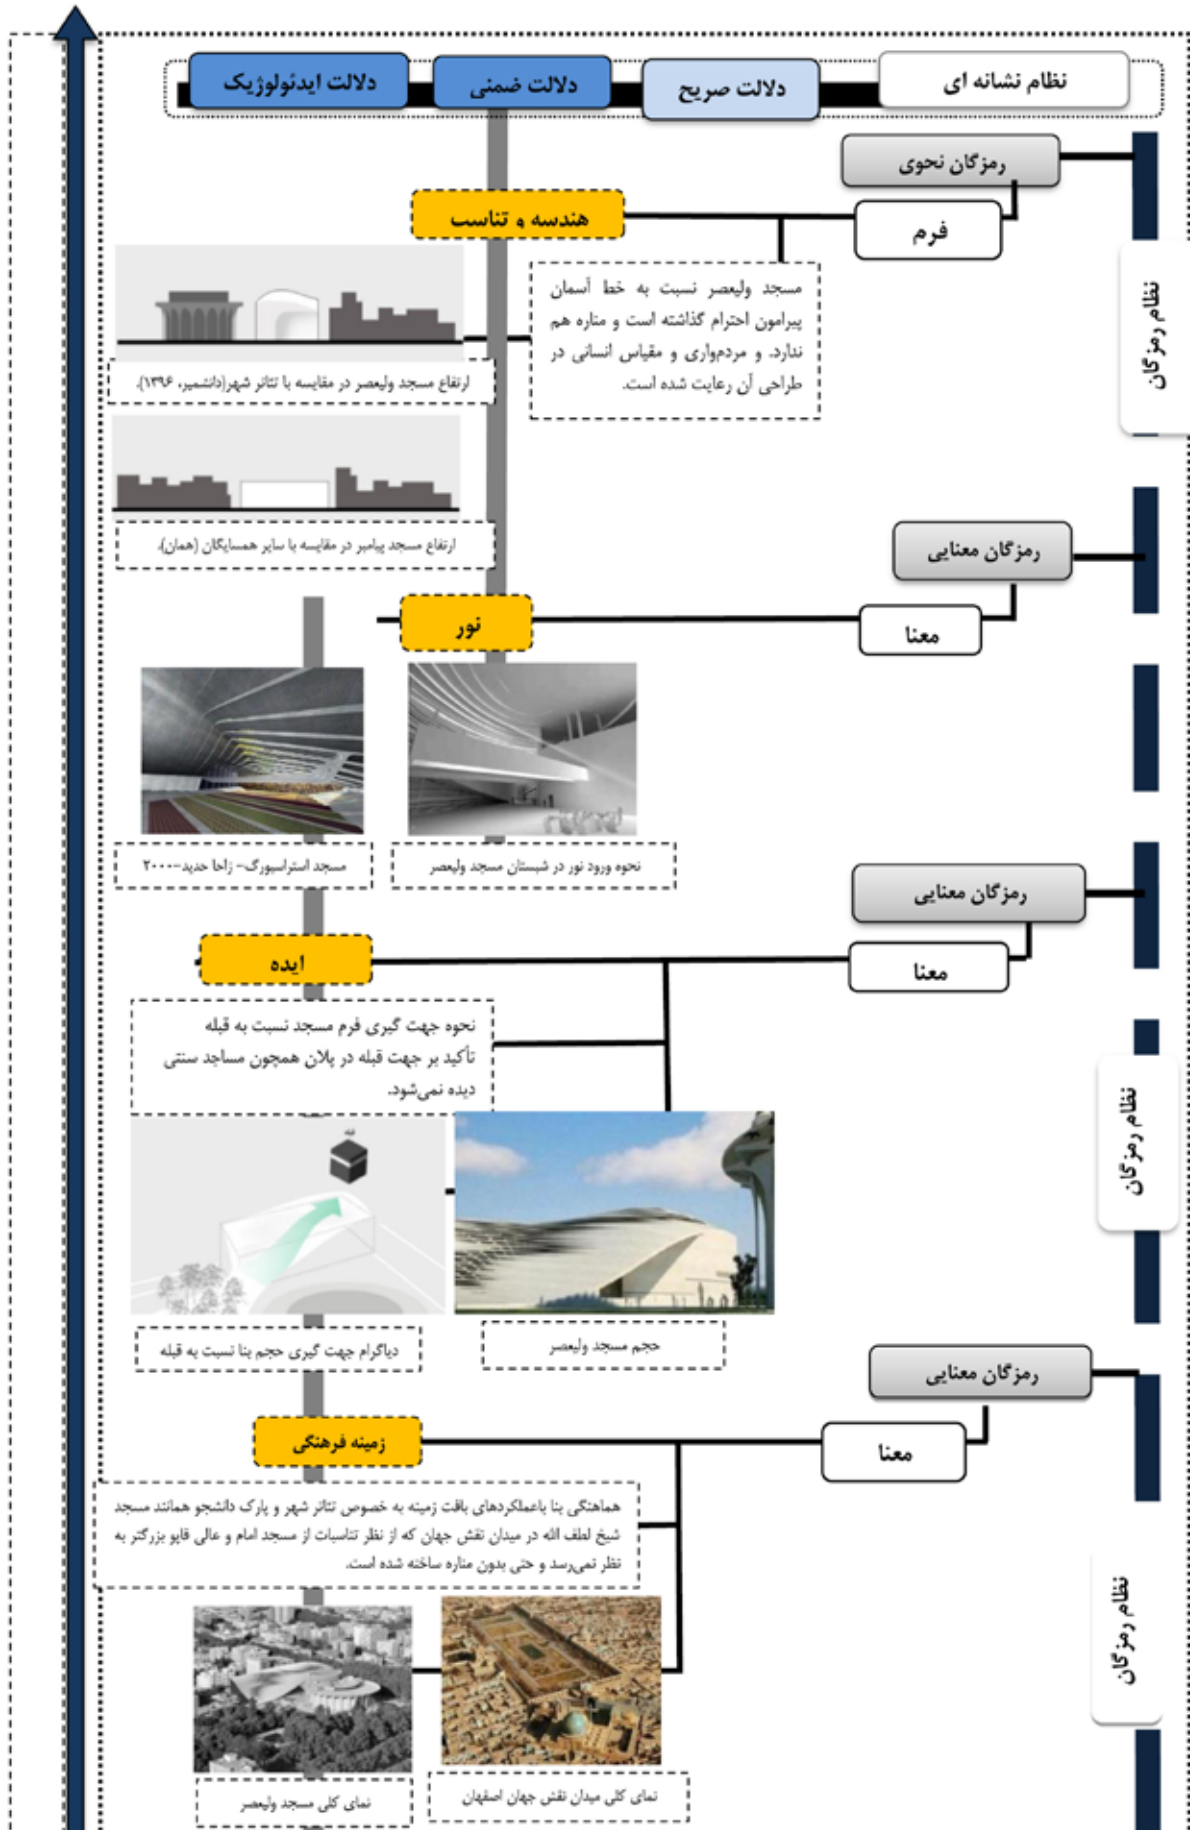 نظام نشانه ای
دلالت صریح
دلالت ضمنی
دلالت ایدئولوژیک
رمزگان نحوی
فرم
هندسه و تناسب
نظام رمزگان
مسجد ولیعصر نسبت به خط آسمان
پیرامون احترام گذاشته است و مناره هم
ندارد. و مردم‌واری و مقیاس انسانی در
طراحی آن رعایت شده است.
ارتفاع مسجد ولیعصر در مقایسه با تئاتر شهر(دانشمیر، ۱۳۹۶).
ارتفاع مسجد پیامبر در مقایسه با سایر همسایگان (همان).
رمزگان معنایی
معنا
نور
نحوه ورود نور در شبستان مسجد ولیعصر
مسجد استراسبورگ- زاحا حدید-۲۰۰۰
رمزگان معنایی
معنا
ایده
نظام رمزگان
نحوه جهت گیری فرم مسجد نسبت به قبله
تأکید بر جهت قبله در پلان همچون مساجد سنتی
دیده نمی‌شود.
قبله
حجم مسجد ولیعصر
دیاگرام جهت گیری حجم بنا نسبت به قبله
رمزگان معنایی
معنا
زمینه فرهنگی
نظام رمزگان
هماهنگی بنا باعملکردهای بافت زمینه به خصوص تئاتر شهر و پارک دانشجو همانند مسجد
شیخ لطف الله در میدان نقش جهان که از نظر تناسبات از مسجد امام و عالی قاپو بزرگتر به
نظر نمی‌رسد و حتی بدون مناره ساخته شده است.
نمای کلی میدان نقش جهان اصفهان
نمای کلی مسجد ولیعصر